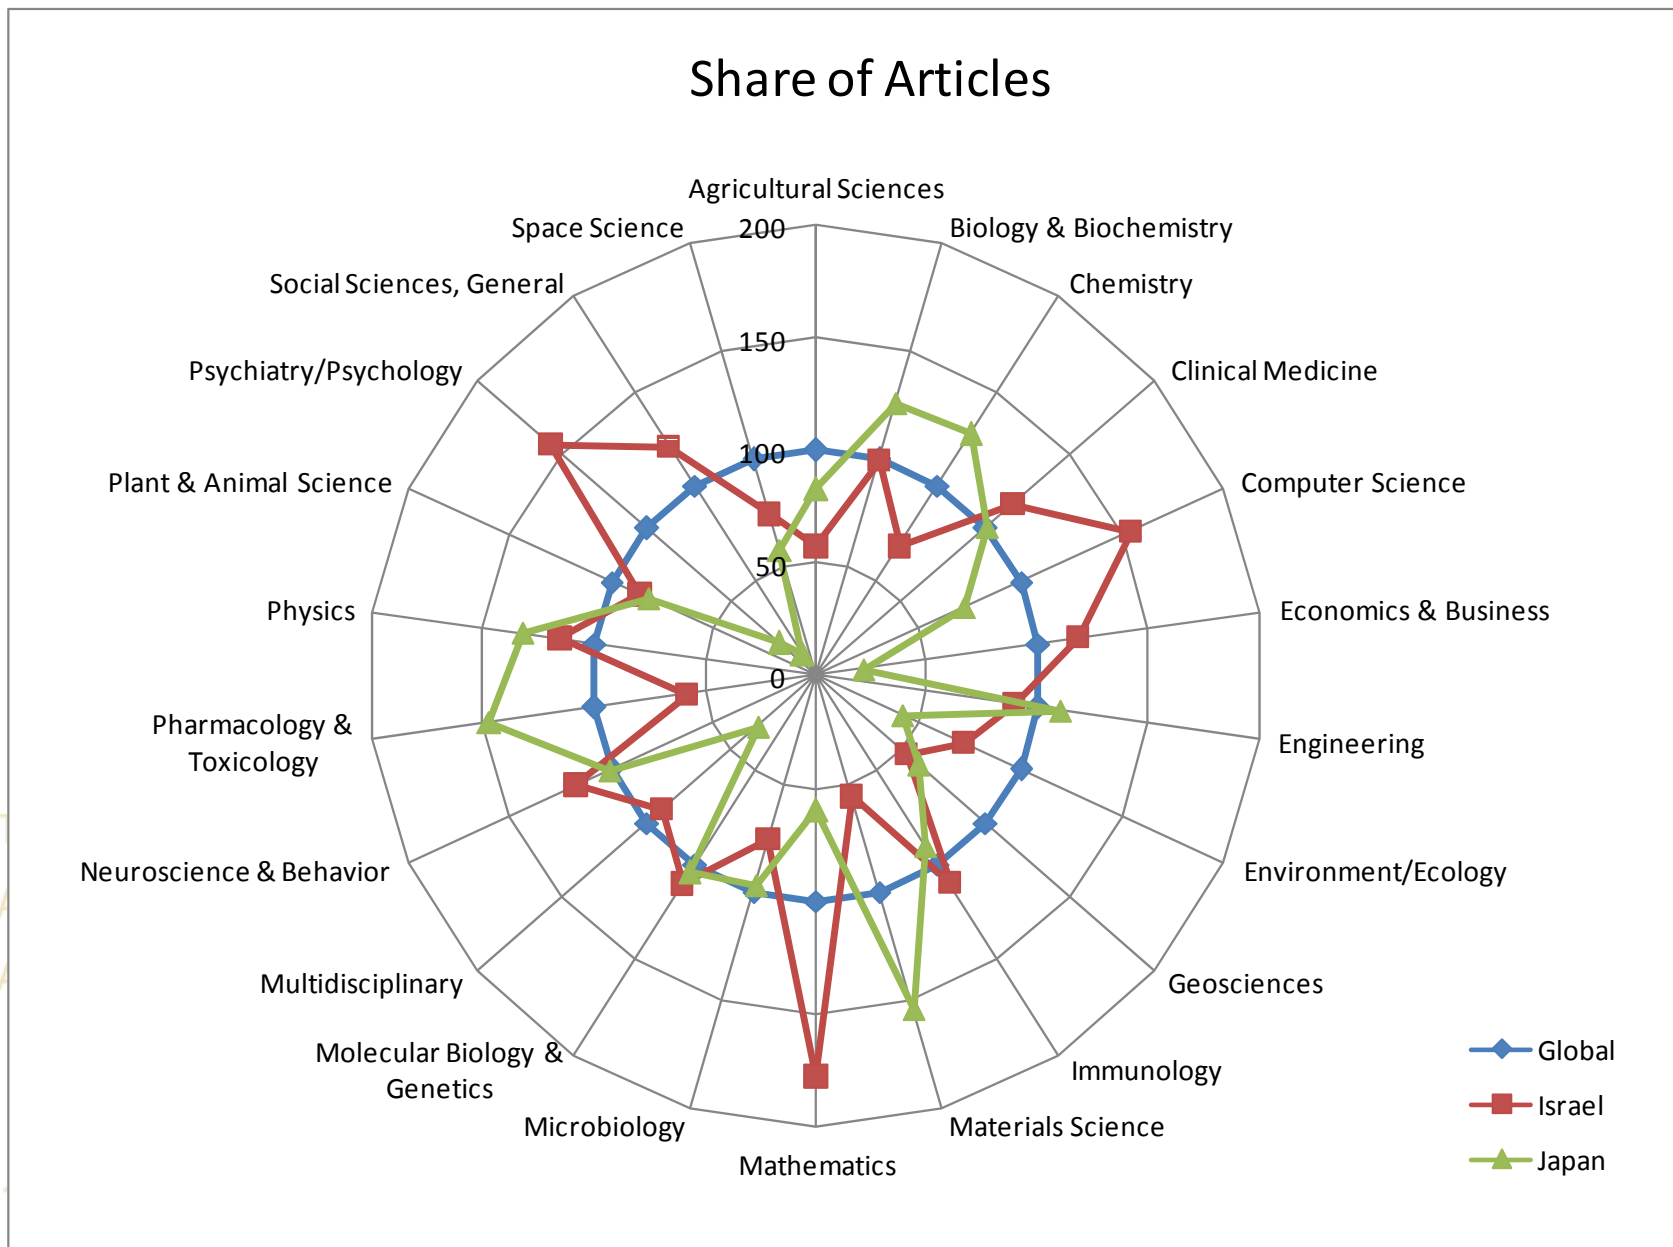 Share of Articles
Agricultural Sciences
Space Science
200
Biology & Biochemistry
Social Sciences, General
Chemistry
150
Psychiatry/Psychology
Clinical Medicine
100
Plant & Animal Science
Computer Science
50
Physics
Economics & Business
0
Pharmacology &
Toxicology
Engineering
Neuroscience & Behavior
Environment/Ecology
Multidisciplinary
Geosciences
Molecular Biology &
Genetics
Immunology
Microbiology
Materials Science
Mathematics
Global
Israel
Japan